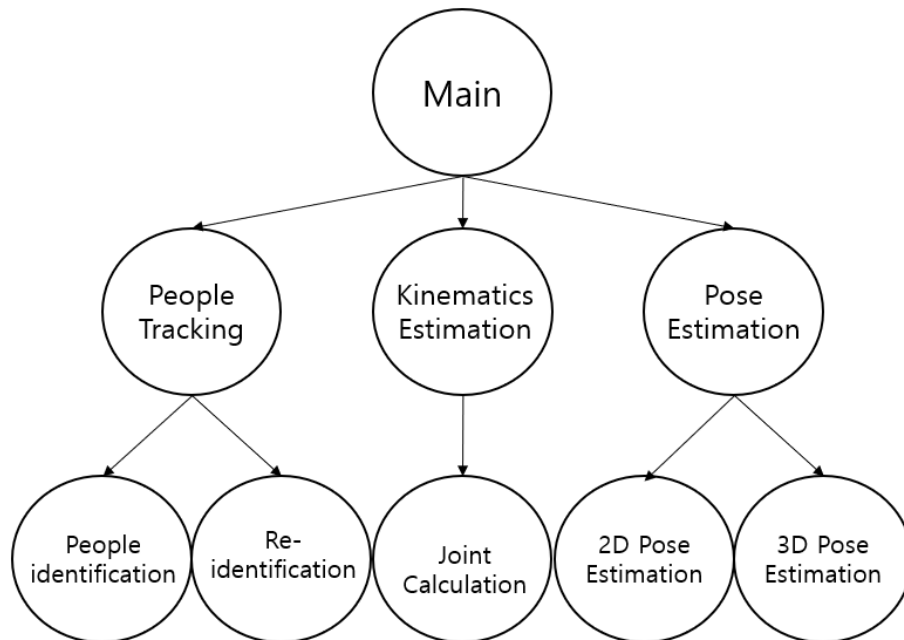 Main
People
Tracking
Kinematics
Estimation
Pose
Estimation
People
identification
Re-
identification
Joint
Calculation
2D Pose
Estimation
3D Pose
Estimation